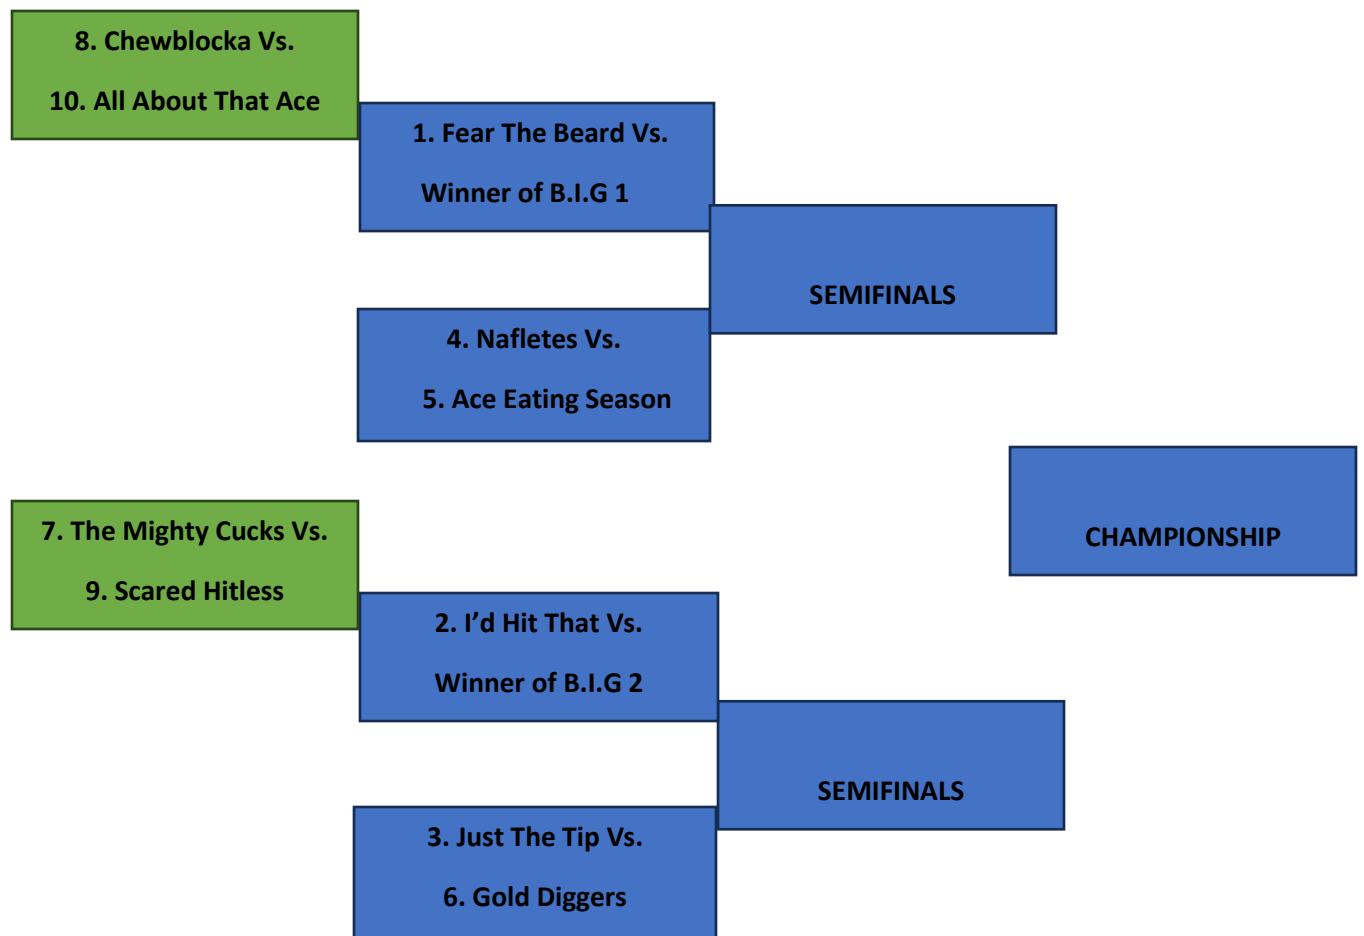 8. Chewblocka Vs.
10. All About That Ace
1. Fear The Beard Vs.
Winner of B.I.G 1
SEMIFINALS
4. Nafletes Vs.
5. Ace Eating Season
CHAMPIONSHIP
7. The Mighty Cucks Vs.
9. Scared Hitless
2. I’d Hit That Vs.
Winner of B.I.G 2
SEMIFINALS
3. Just The Tip Vs.
6. Gold Diggers